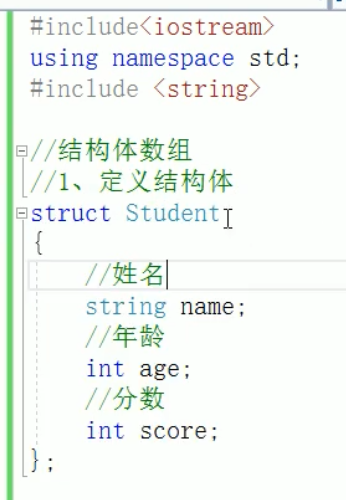 #include<iostream>
using namespace std;
#include <string>
//结构体数组
//1、定义结构体
struct Student
{
//姓名
string name;
//年龄
int age;
//分数
int score;
};